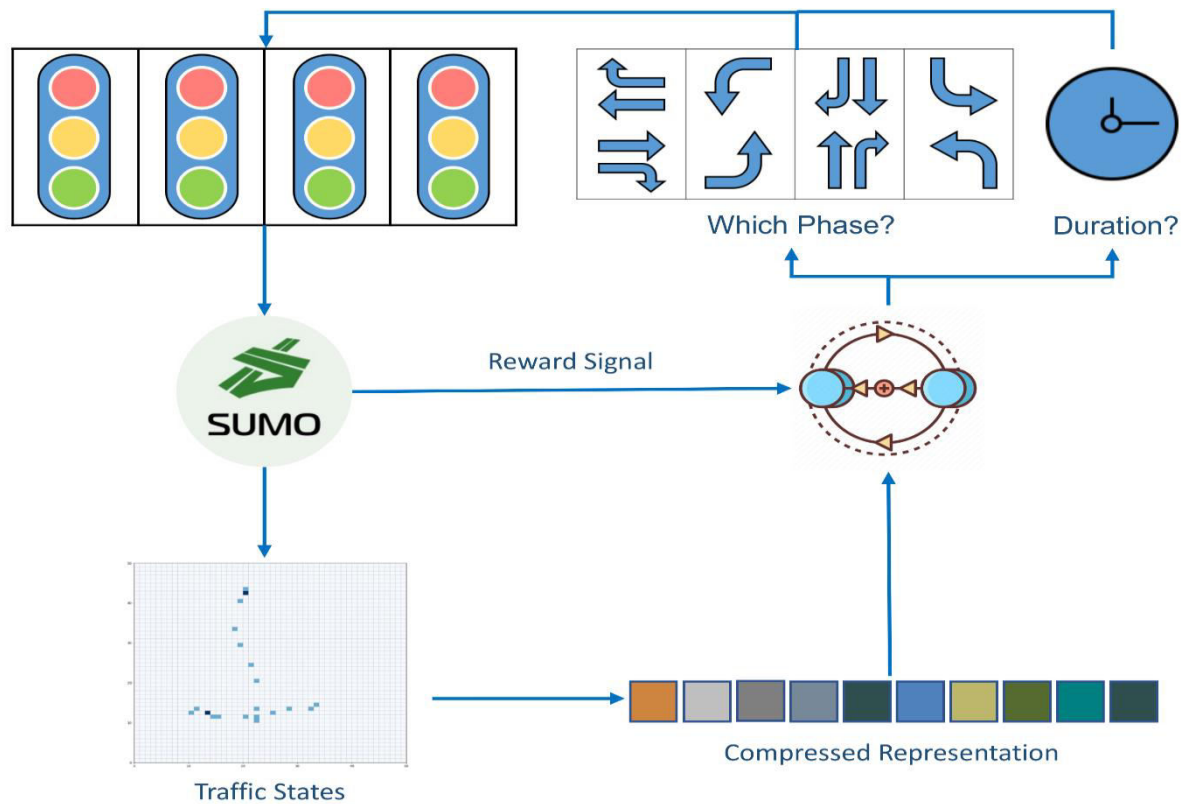 Which Phase?
Duration?
Reward Signal
SUMO
Compressed Representation
Traffic States